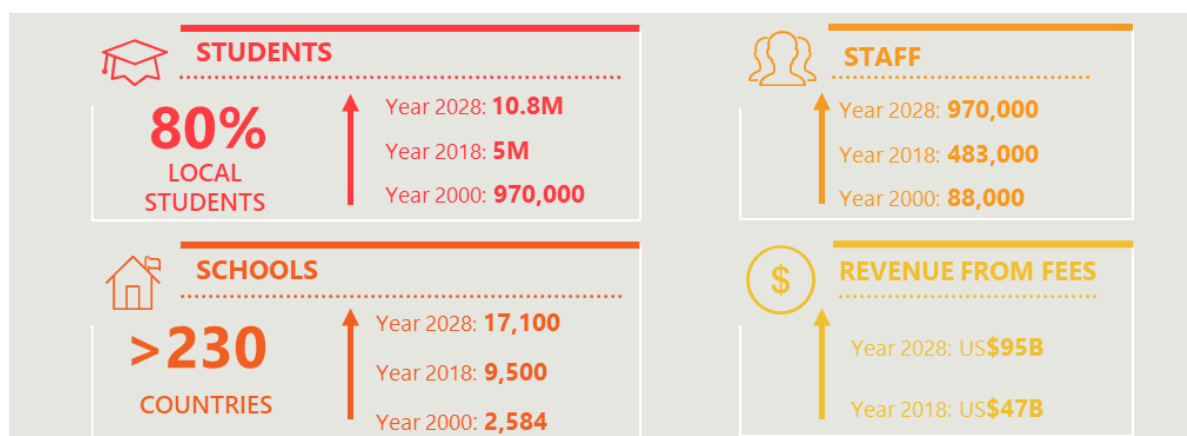 STUDENTS
80%
LOCAL
STUDENTS
Year 2028: 10.8M
Year 2018: 5M
Year 2000: 970,000
STAFF
Year 2028: 970,000
Year 2018: 483,000
Year 2000: 88,000
SCHOOLS
>230
COUNTRIES
Year 2028: 17,100
Year 2018: 9,500
Year 2000: 2,584
$
REVENUE FROM FEES
Year 2028: US$95B
Year 2018: US$47B